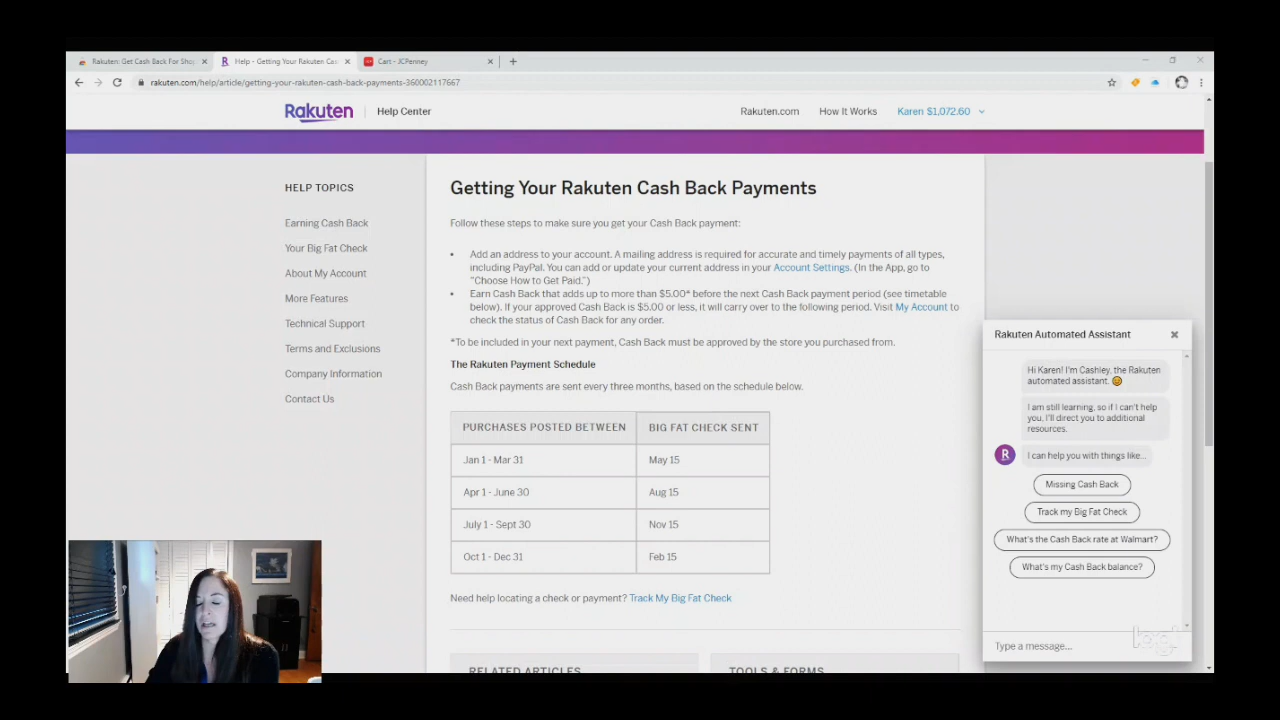 Rakuten: Get Cash Back For Sho
Help - Getting Your Rakuten Cas
Cart - JCPenney
rakuten.com/help/article/getting-your-rakuten-cash-back-payments-360002117667
Rakuten
Help Center
Rakuten.com
How It Works
Karen $1,072.60
HELP TOPICS
Earning Cash Back
Your Big Fat Check
About My Account
More Features
Technical Support
Terms and Exclusions
Company Information
Contact Us
Getting Your Rakuten Cash Back Payments
Follow these steps to make sure you get your Cash Back payment:
• Add an address to your account. A mailing address is required for accurate and timely payments of all types,
including PayPal. You can add or update your current address in your Account Settings. (In the App, go to
"Choose How to Get Paid.")
• Earn Cash Back that adds up to more than $5.00* before the next Cash Back payment period (see timetable
below). If your approved Cash Back is $5.00 or less, it will carry over to the following period. Visit My Account to
check the status of Cash Back for any order.
*To be included in your next payment, Cash Back must be approved by the store you purchased from.
The Rakuten Payment Schedule
Cash Back payments are sent every three months, based on the schedule below.
PURCHASES POSTED BETWEEN
BIG FAT CHECK SENT
Jan 1 - Mar 31
May 15
Apr 1 - June 30
Aug 15
July 1 - Sept 30
Nov 15
Oct 1 - Dec 31
Feb 15
Need help locating a check or payment? Track My Big Fat Check
RELATED ARTICLES
TOOLS & FORMS
Rakuten Automated Assistant
Hi Karen! I'm Cashley, the Rakuten
automated assistant.
I am still learning, so if I can't help
you, I'll direct you to additional
resources.
R
I can help you with things like...
Missing Cash Back
Track my Big Fat Check
What's the Cash Back rate at Walmart?
What's my Cash Back balance?
Type a message...